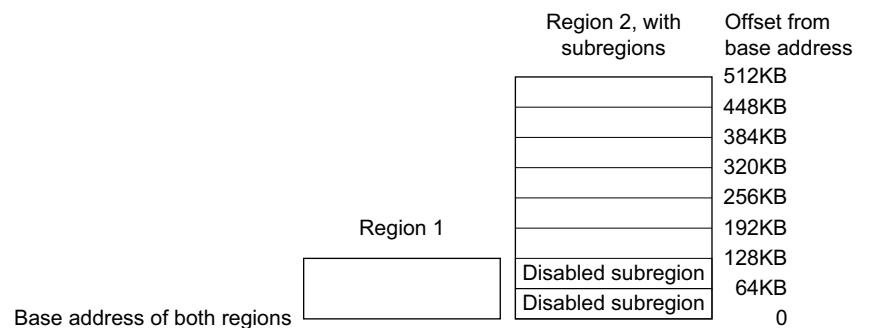 Region 2, with
subregions
Offset from
base address
512KB
448KB
384KB
320KB
256KB
192KB
Region 1
128KB
Disabled subregion
64KB
Disabled subregion
Base address of both regions
0